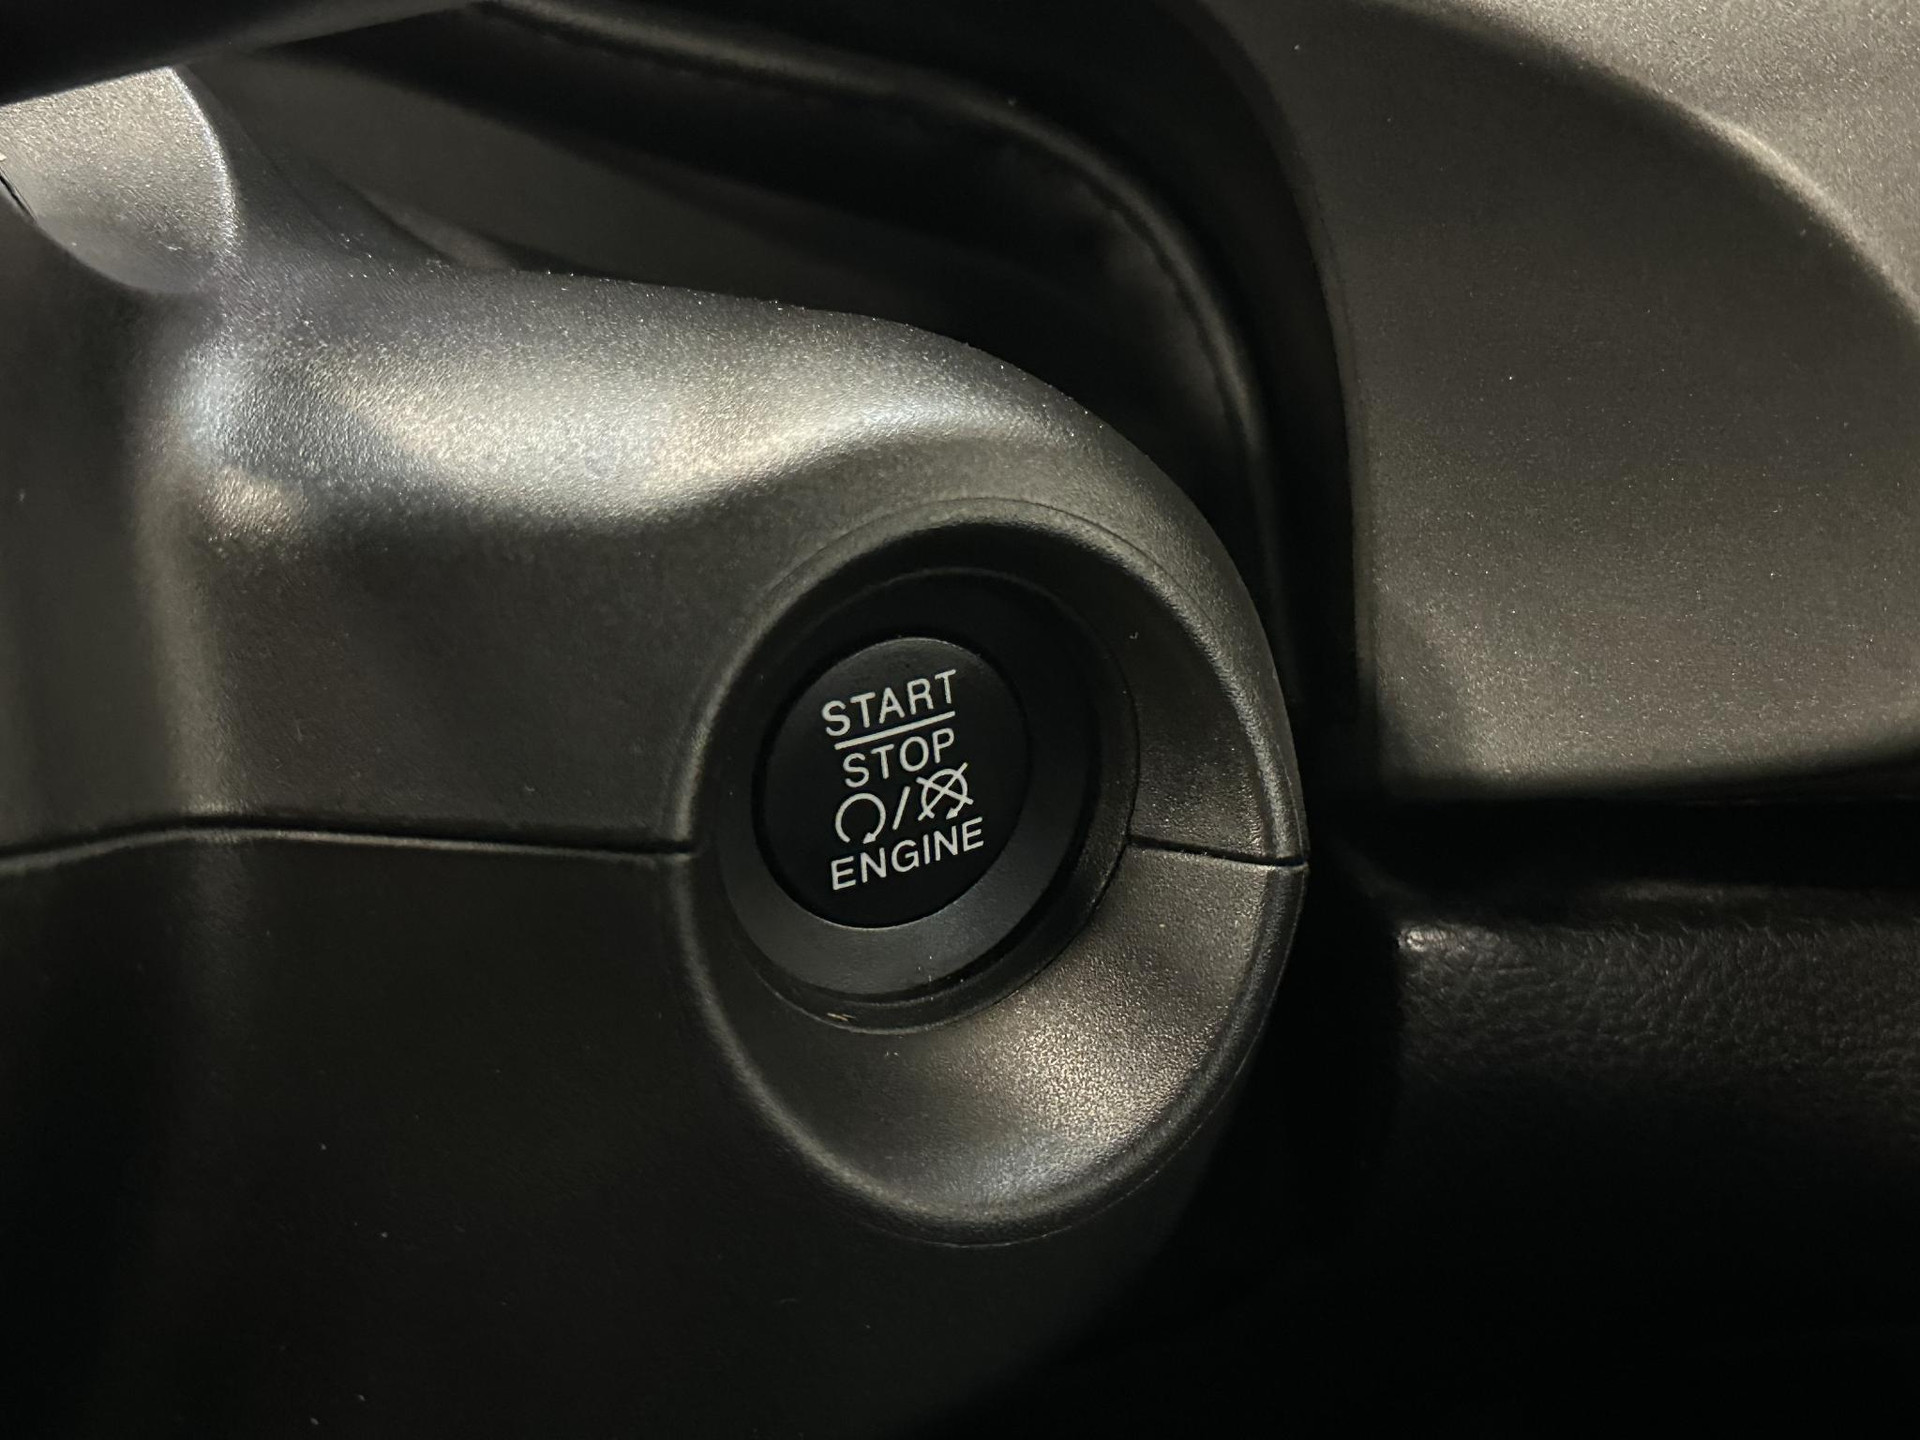 START
STOP
/
ENGINE